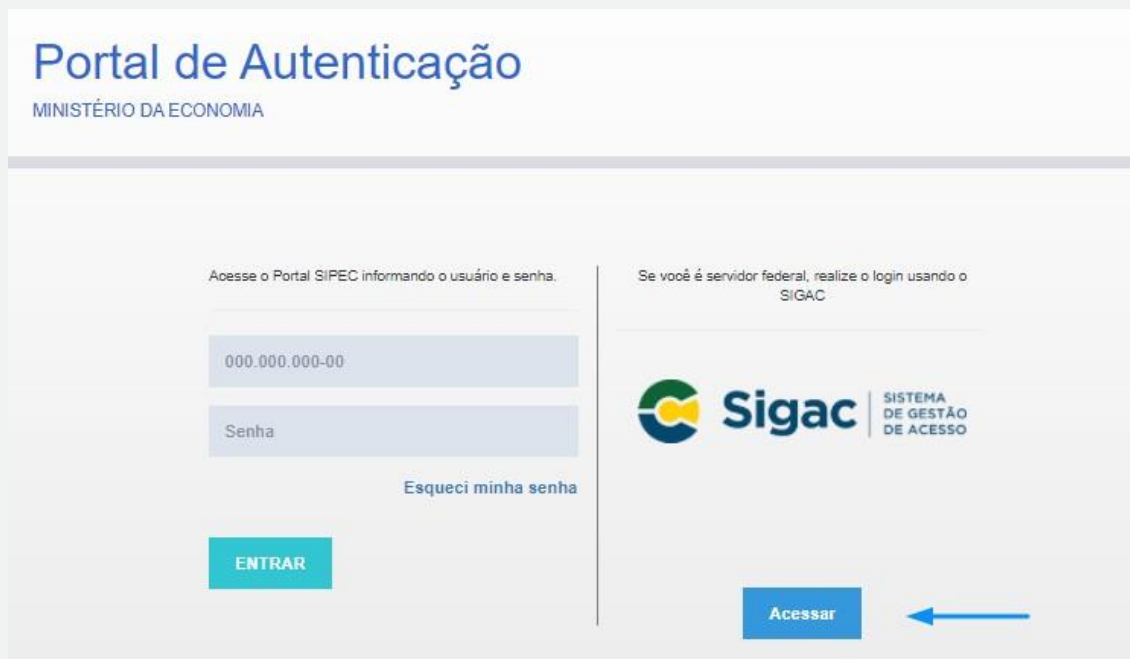 Portal de Autenticação
MINISTÉRIO DA ECONOMIA
Acesse o Portal SIPEC informando o usuário e senha.
000.000.000-00
Senha
Esqueci minha senha
ENTRAR
Se você é servidor federal, realize o login usando o
SIGAC
Sigac
SISTEMA
DE GESTÃO
DE ACESSO
Acessar